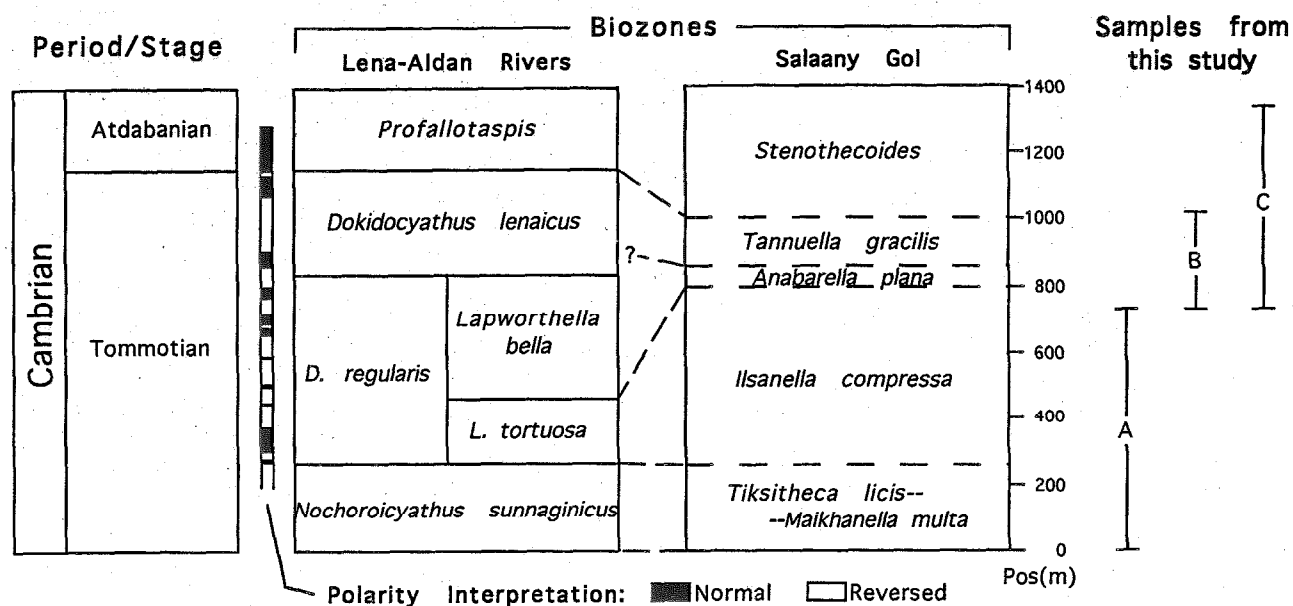 Biozones
Period/Stage
Lena-Aldan Rivers
Salaany Gol
Samples from
this study
Cambrian
Atdabanian
Tommotian
Profallotaspis
Dokidocyathus lenaicus
D. regularis
Lapworthella
bella
L. tortuosa
Nochoroicyathus sunnaginicus
?
Stenothecoides
Tannuella gracilis
Anabarella plana
Ilsanella compressa
Tiksitheca licis--
--Maikhanella multa
1400
1200
1000
800
600
400
200
0
Pos(m)
A
B
C
Polarity Interpretation: Normal Reversed